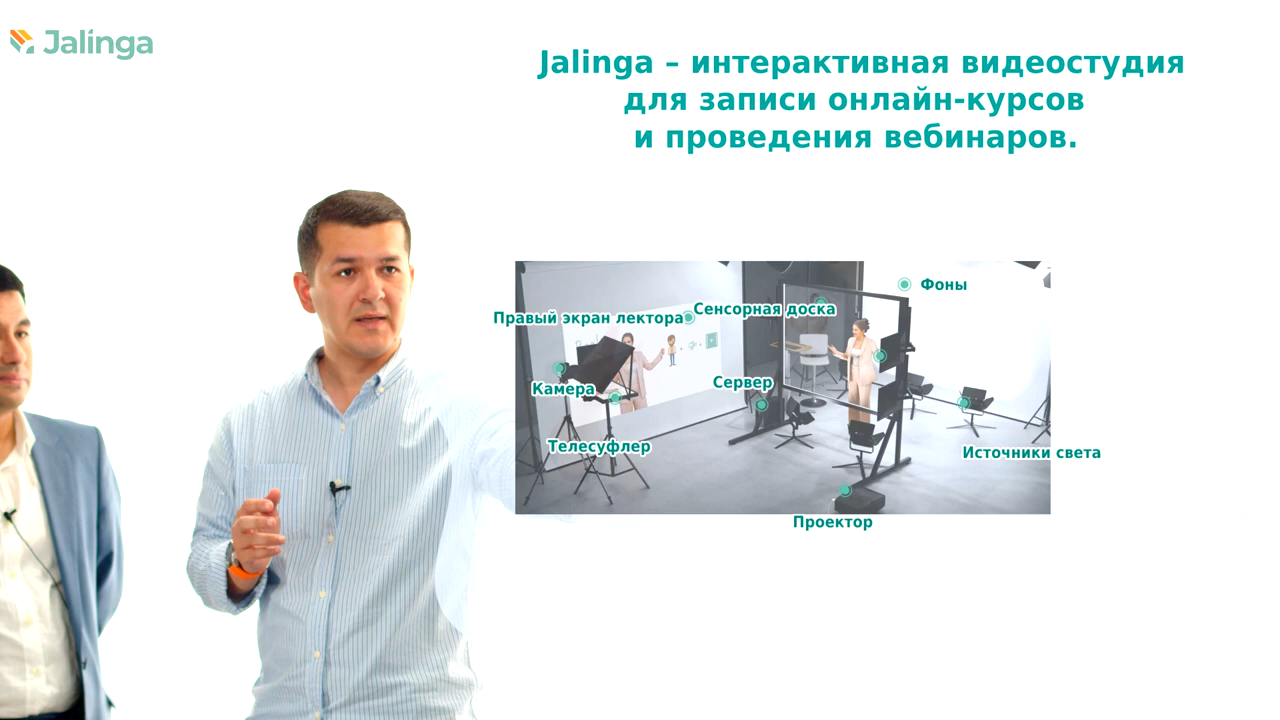 Jalinga
Jalinga – интерактивная видеостудия
для записи онлайн-курсов
и проведения вебинаров.
Фоны
Правый экран лектора
Сенсорная доска
Камера
Сервер
Телесуфлер
Источники света
Проектор